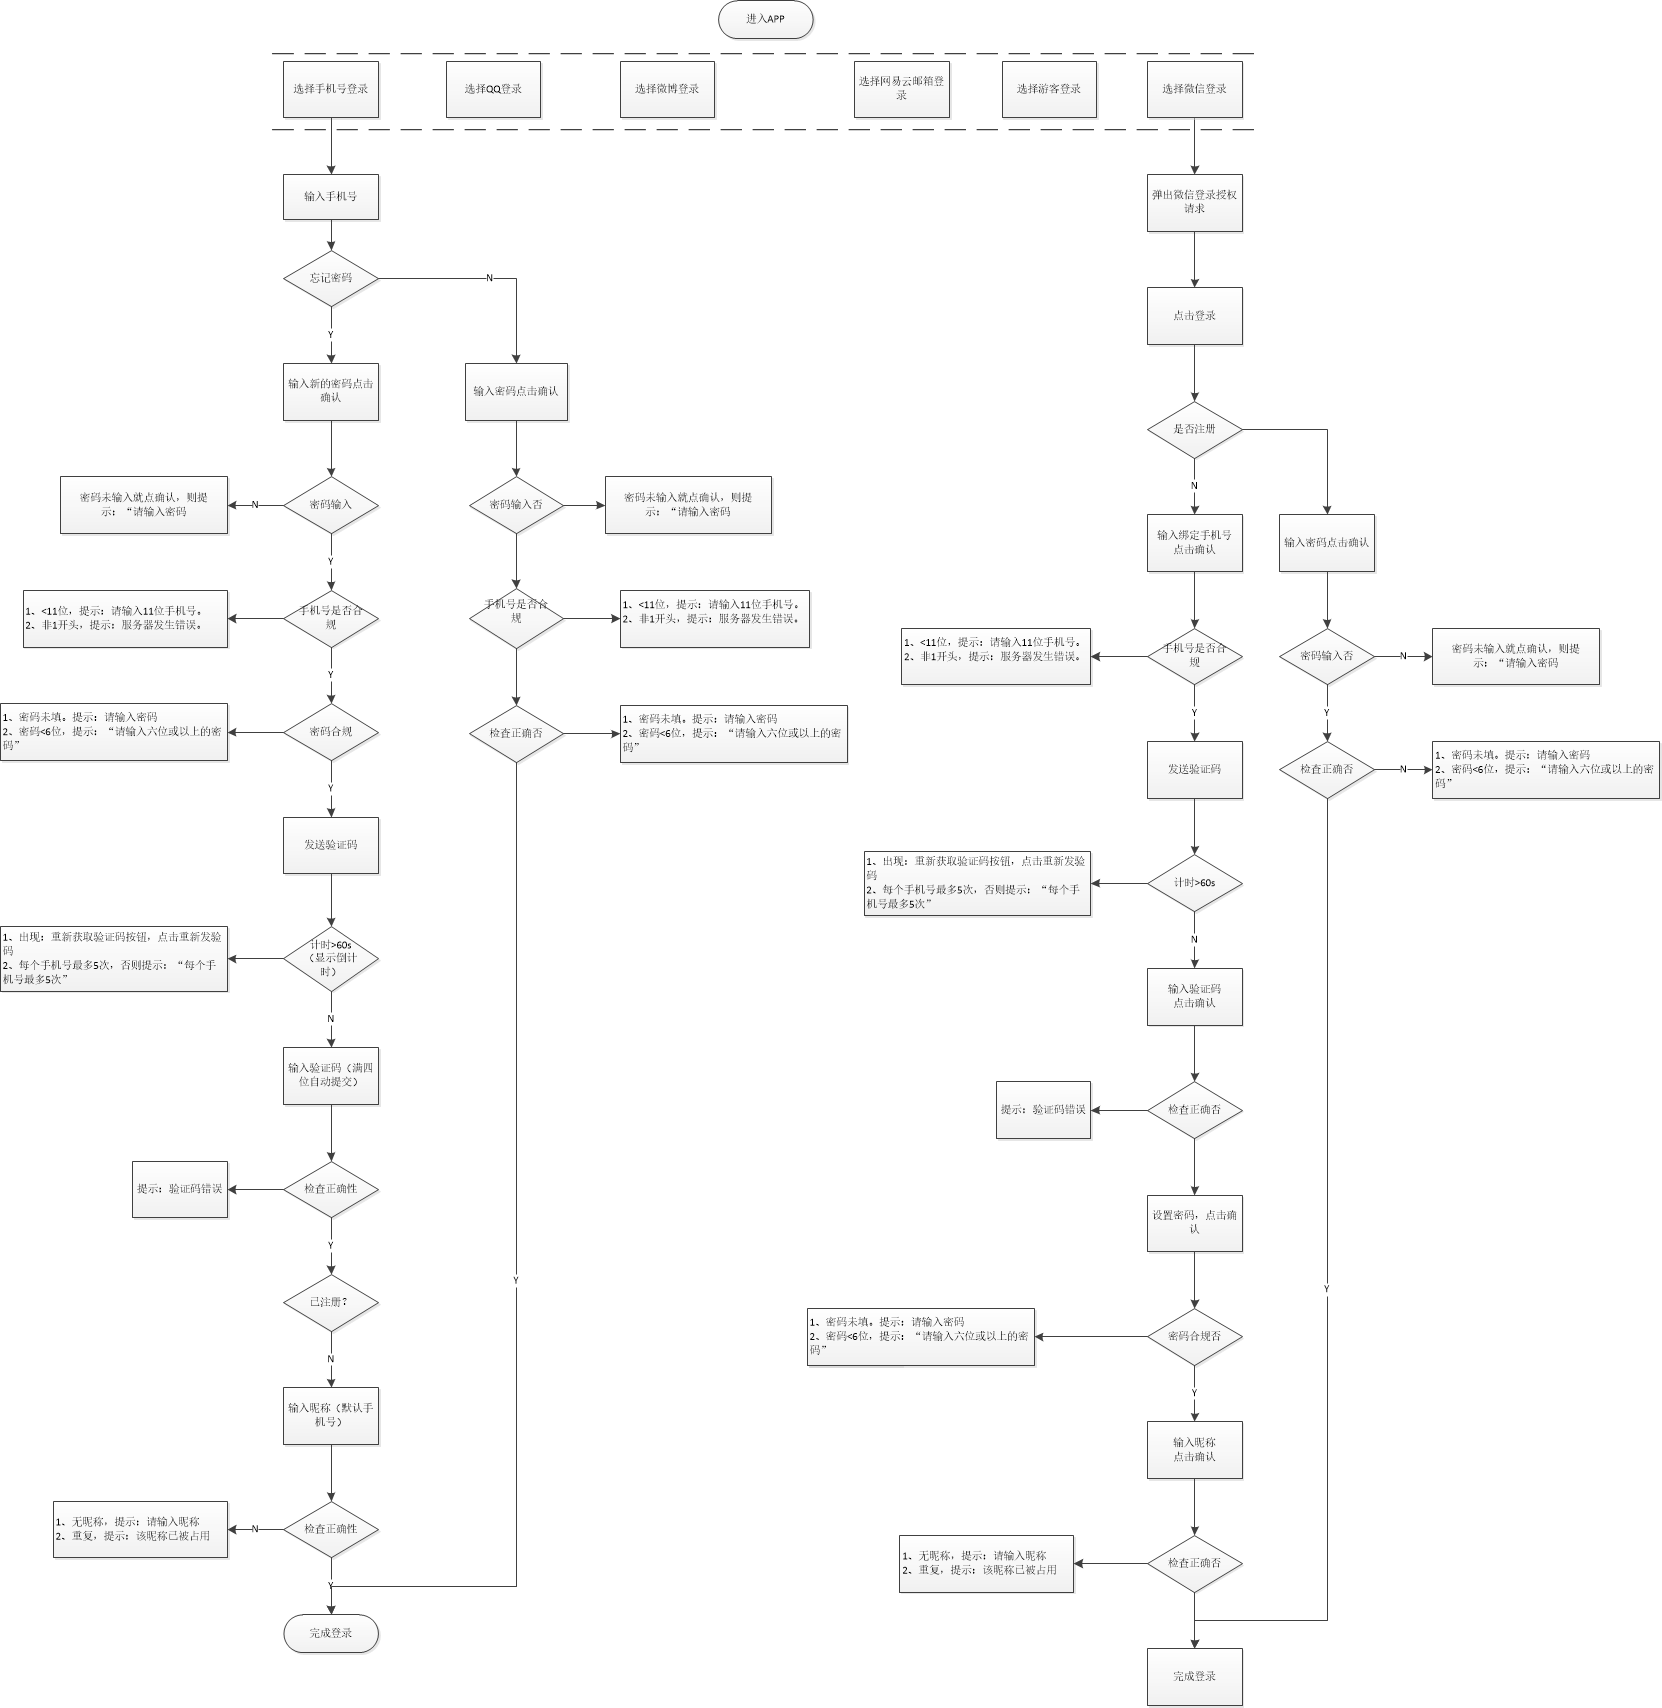 进入APP
选择手机号登录
选择QQ登录
选择微博登录
选择网易云邮箱登
录
选择游客登录
选择微信登录
输入手机号
忘记密码
N
Y
输入新的密码点击
确认
密码输入
N
密码未输入就点确认，则提
示：“请输入密码
Y
手机号是否合
规
1、<11位，提示：请输入11位手机号。
2、非1开头，提示：服务器发生错误。
Y
密码合规
1、密码未填。提示：请输入密码
2、密码<6位，提示：“请输入六位或以上的密
码”
Y
发送验证码
计时>60s
（显示倒计
时）
1、出现：重新获取验证码按钮，点击重新发验
码
2、每个手机号最多5次，否则提示：“每个手
机号最多5次”
N
输入验证码（满四
位自动提交）
检查正确性
提示：验证码错误
Y
已注册？
N
输入昵称（默认手
机号）
检查正确性
N
1、无昵称，提示：请输入昵称
2、重复，提示：该昵称已被占用
Y
完成登录
输入密码点击确认
密码输入否
密码未输入就点确认，则提
示：“请输入密码
手机号是否合
规
1、<11位，提示：请输入11位手机号。
2、非1开头，提示：服务器发生错误。
检查正确否
1、密码未填。提示：请输入密码
2、密码<6位，提示：“请输入六位或以上的密
码”
Y
弹出微信登录授权
请求
点击登录
是否注册
N
输入绑定手机号
点击确认
手机号是否合
规
1、<11位，提示：请输入11位手机号。
2、非1开头，提示：服务器发生错误。
Y
发送验证码
计时>60s
1、出现：重新获取验证码按钮，点击重新发验
码
2、每个手机号最多5次，否则提示：“每个手
机号最多5次”
N
输入验证码
点击确认
检查正确否
提示：验证码错误
设置密码，点击确
认
密码合规否
1、密码未填。提示：请输入密码
2、密码<6位，提示：“请输入六位或以上的密
码”
Y
输入昵称
点击确认
检查正确否
1、无昵称，提示：请输入昵称
2、重复，提示：该昵称已被占用
完成登录
输入密码点击确认
密码输入否
N
密码未输入就点确认，则提
示：“请输入密码
Y
检查正确否
N
1、密码未填。提示：请输入密码
2、密码<6位，提示：“请输入六位或以上的密
码”
Y